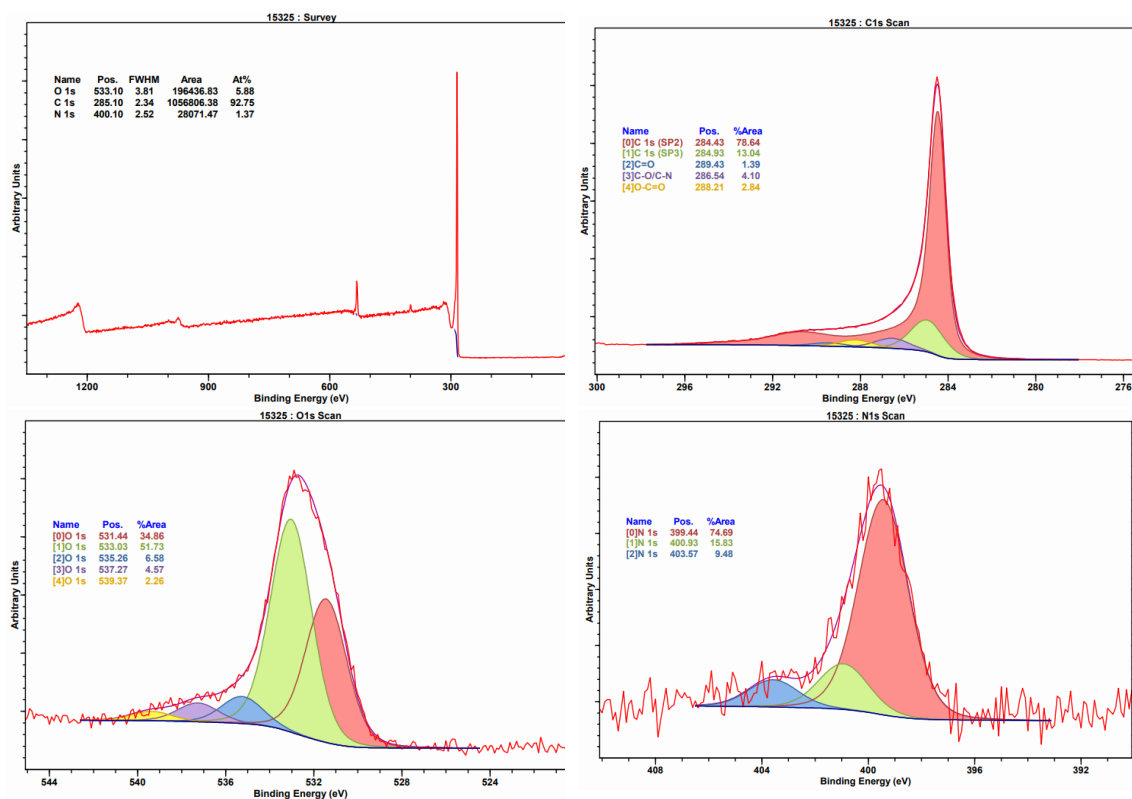 15325 : Survey
Name Pos. FWHM Area At%
O 1s 533.10 3.81 196436.83 5.88
C 1s 285.10 2.34 1056806.38 92.75
N 1s 400.10 2.52 28071.47 1.37
Arbitrary Units
1200 900 600 300
Binding Energy (eV)
15325 : C1s Scan
Name Pos. %Area
[0]C 1s (SP2) 284.43 78.64
[1]C 1s (SP3) 284.93 13.04
[2]C=O 289.43 1.39
[3]C-O/C-N 286.54 4.10
[4]O-C=O 288.21 2.84
Arbitrary Units
300 296 292 288 284 280 276
Binding Energy (eV)
15325 : O1s Scan
Name Pos. %Area
[0]O 1s 531.44 34.86
[1]O 1s 533.03 51.73
[2]O 1s 535.26 6.58
[3]O 1s 537.27 4.57
[4]O 1s 539.37 2.26
Arbitrary Units
544 540 536 532 528 524
Binding Energy (eV)
15325 : N1s Scan
Name Pos. %Area
[0]N 1s 399.44 74.69
[1]N 1s 400.93 15.83
[2]N 1s 403.57 9.48
Arbitrary Units
408 404 400 396 392
Binding Energy (eV)